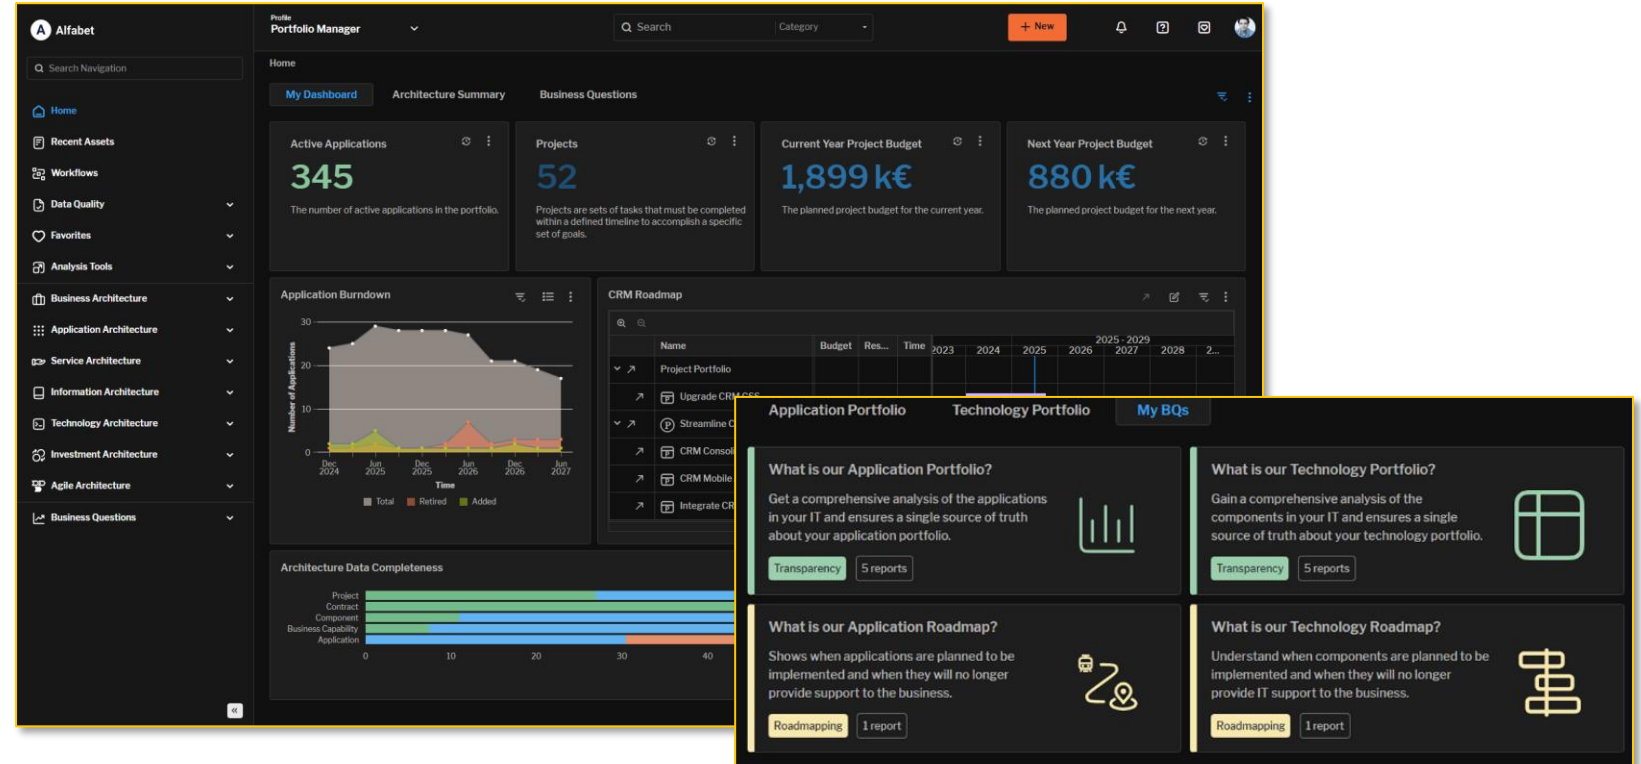 Alfabet
Search Navigation
Home
Recent Assets
Workflows
Data Quality
Favorites
Analysis Tools
Business Architecture
Application Architecture
Service Architecture
Information Architecture
Technology Architecture
Investment Architecture
Agile Architecture
Business Questions
Profile
Portfolio Manager
Search
Category
+ New
Home
My Dashboard
Architecture Summary
Business Questions
Active Applications
345
The number of active applications in the portfolio.
Projects
52
Projects are sets of tasks that must be completed
within a defined timeline to accomplish a specific
set of goals.
Current Year Project Budget
1,899 k€
The planned project budget for the current year.
Next Year Project Budget
880 k€
The planned project budget for the next year.
Application Burndown
Number of Applications
30
20
10
0
Dec 2024
Jun 2025
Dec 2025
Jun 2026
Dec 2026
Jun 2027
Time
Total
Retired
Added
CRM Roadmap
Name
Budget
Res...
Time
2025 - 2029
2023
2024
2025
2026
2027
2028
2...
Project Portfolio
Upgrade CRM
Streamline C
CRM Consoli
CRM Mobile
Integrate CR
Architecture Data Completeness
Project
Contract
Component
Business Capability
Application
0
10
20
30
40
Application Portfolio
Technology Portfolio
My BQs
What is our Application Portfolio?
Get a comprehensive analysis of the applications
in your IT and ensures a single source of truth
about your application portfolio.
Transparency
5 reports
What is our Technology Portfolio?
Gain a comprehensive analysis of the
components in your IT and ensures a single
source of truth about your technology portfolio.
Transparency
5 reports
What is our Application Roadmap?
Shows when applications are planned to be
implemented and when they will no longer
provide support to the business.
Roadmapping
1 report
What is our Technology Roadmap?
Understand when components are planned to be
implemented and when they will no longer
provide IT support to the business.
Roadmapping
1 report